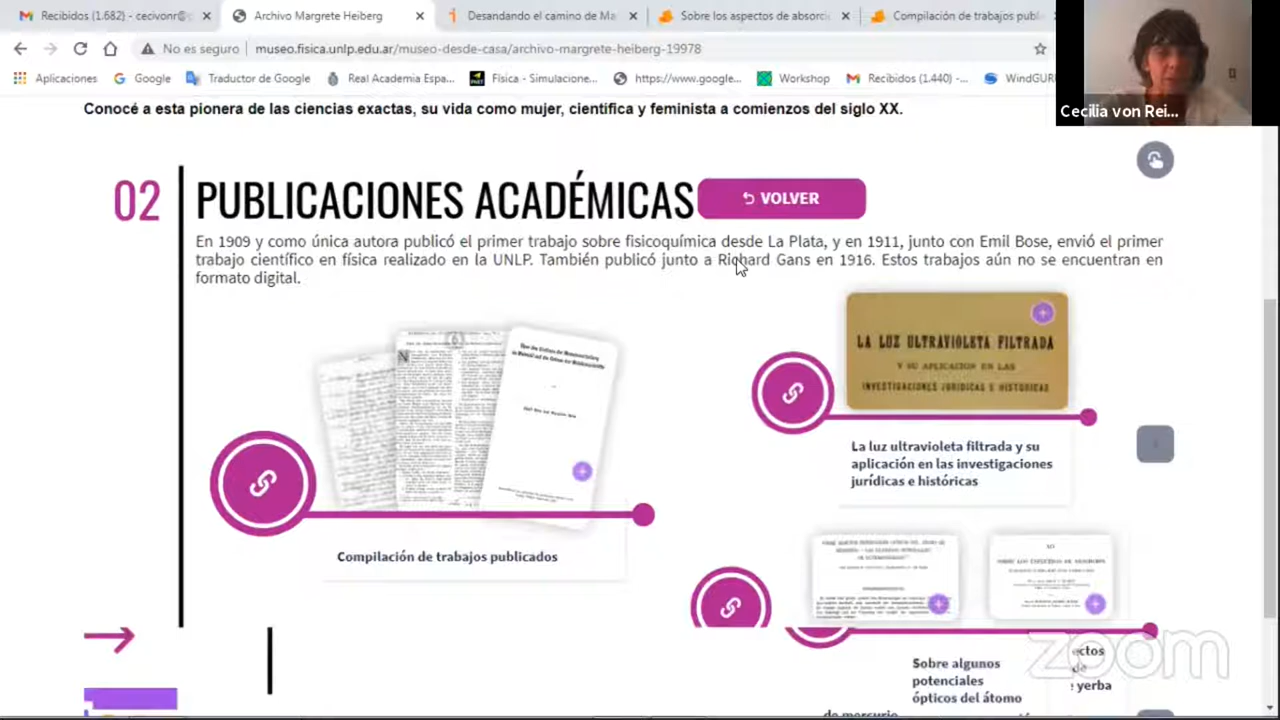 Recibidos (1.682) - cecivonr@g
Archivo Margrete Heiberg
Desandando el camino de Ma
Sobre los aspectos de absorci
Compilación de trabajos publ
No es seguro
museo.fisica.unlp.edu.ar/museo-desde-casa/archivo-margrete-heiberg-19978
Aplicaciones
Google
Traductor de Google
Real Academia Espa...
Física - Simulacione...
https://www.google...
Workshop
Recibidos (1.440) -...
WindGUR
Cecilia von Rei...
Conocé a esta pionera de las ciencias exactas, su vida como mujer, científica y feminista a comienzos del siglo XX.
02
PUBLICACIONES ACADÉMICAS
VOLVER
En 1909 y como única autora publicó el primer trabajo sobre fisicoquímica desde La Plata, y en 1911, junto con Emil Bose, envió el primer
trabajo científico en física realizado en la UNLP. También publicó junto a Richard Gans en 1916. Estos trabajos aún no se encuentran en
formato digital.
LA LUZ ULTRAVIOLETA FILTRADA
Y SU APLICACION EN LAS
INVESTIGACIONES JURIDICAS E HISTORICAS
La luz ultravioleta filtrada y su
aplicación en las investigaciones
jurídicas e históricas
Compilación de trabajos publicados
Sobre algunos
potenciales
ópticos del átomo
de mercurio
ectos
de
yerba
zoom